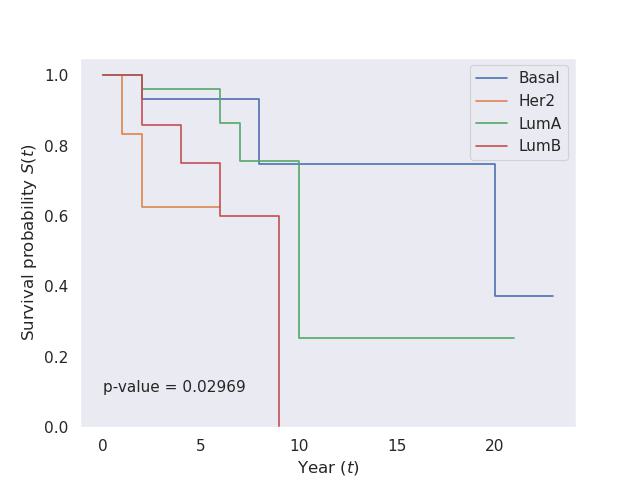 1.0
0.8
0.6
0.4
0.2
0.0
Survival probability S(t)
Basal
Her2
LumA
LumB
p-value = 0.02969
0 5 10 15 20
Year (t)